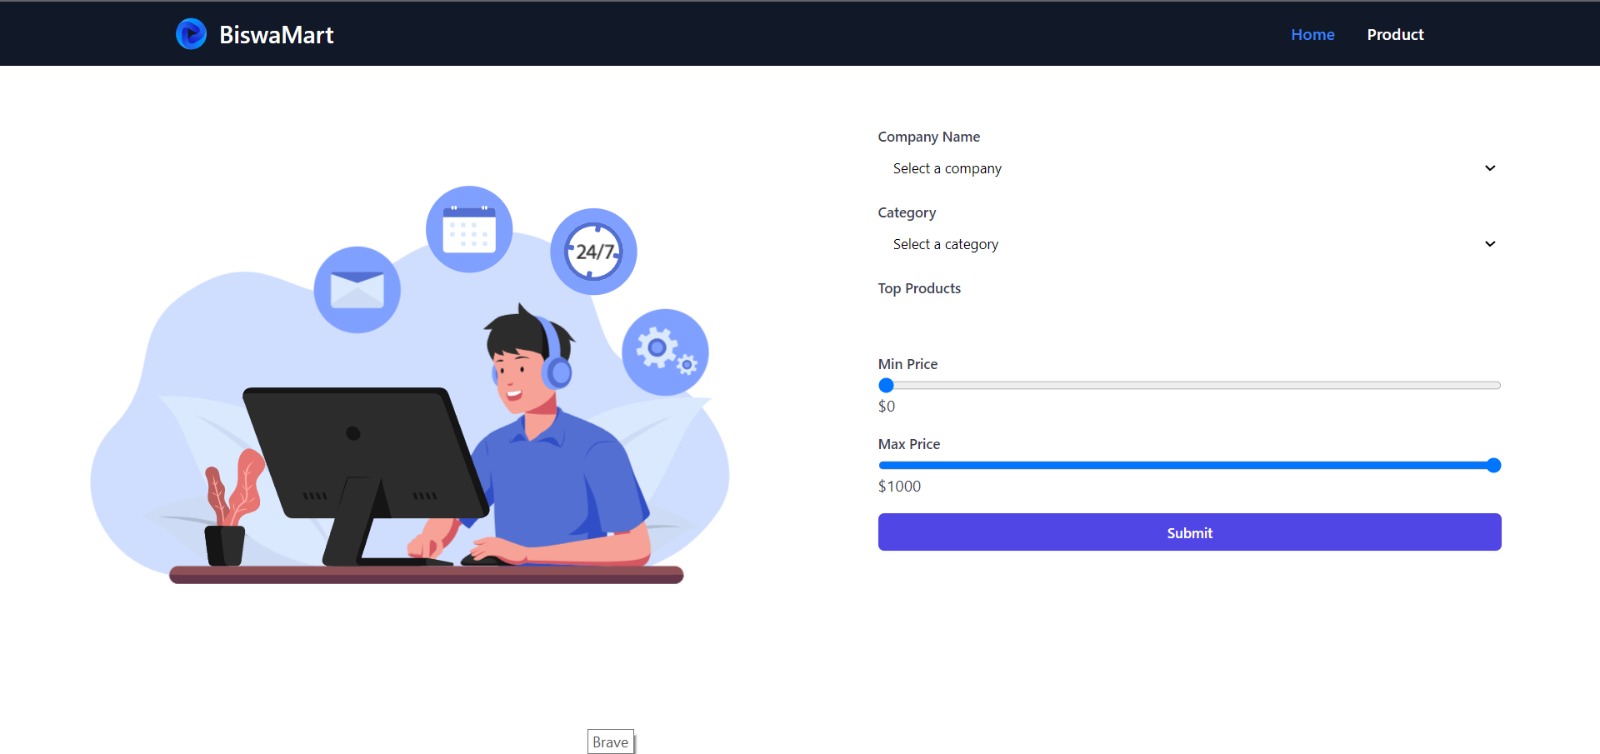 BiswaMart
Home
Product
Company Name
Select a company
Category
Select a category
Top Products
Min Price
$0
Max Price
$1000
Submit
24/7
Brave